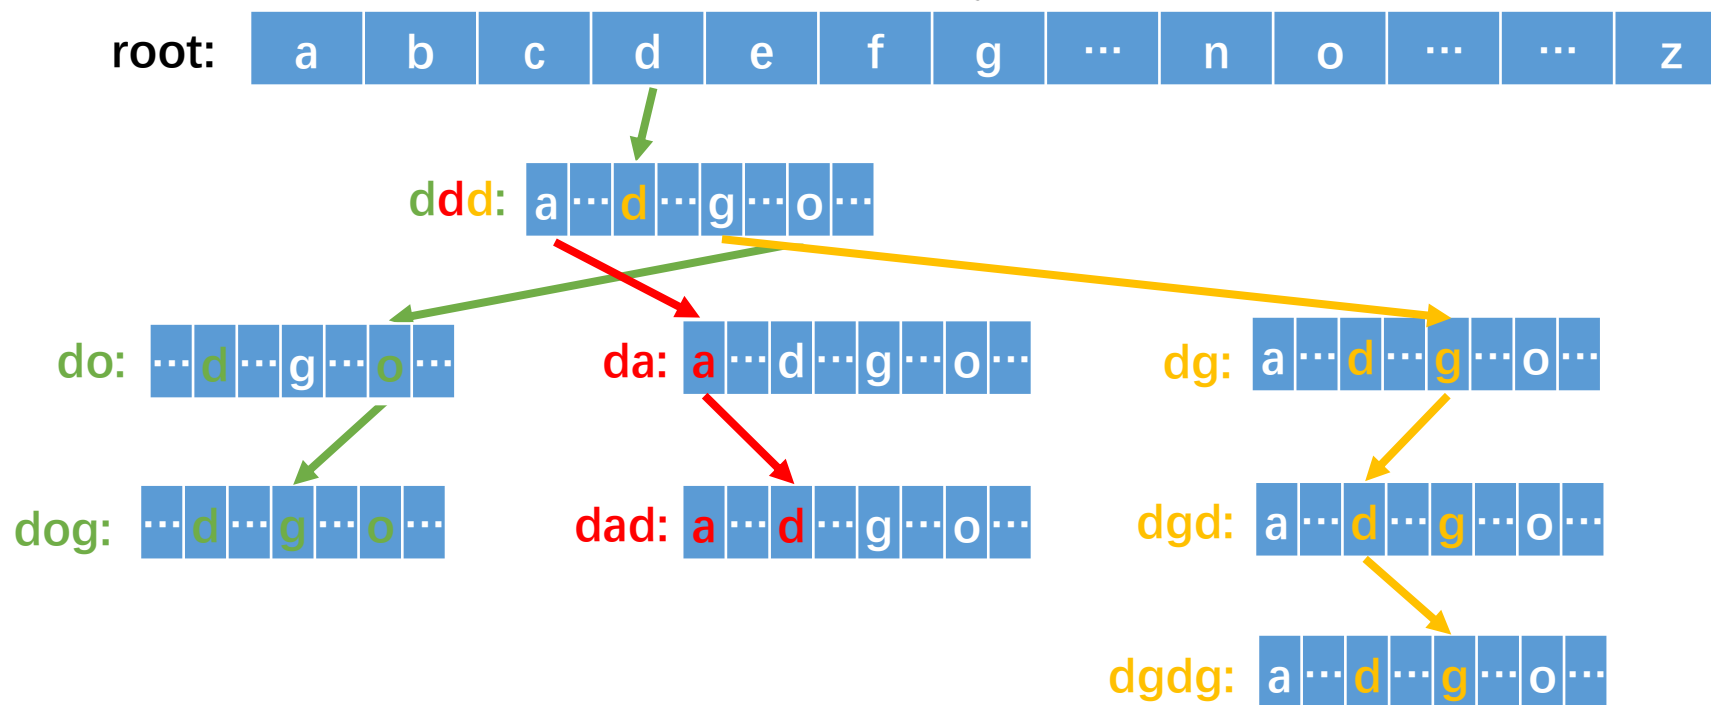 root: a b c d e f g ... n o ... ... z
ddd: a ... d ... g ... o ...
do: ... d ... g ... o ...
da: a ... d ... g ... o ...
dg: a ... d ... g ... o ...
dog: ... d ... g ... o ...
dad: a ... d ... g ... o ...
dgd: a ... d ... g ... o ...
dgdg: a ... d ... g ... o ...